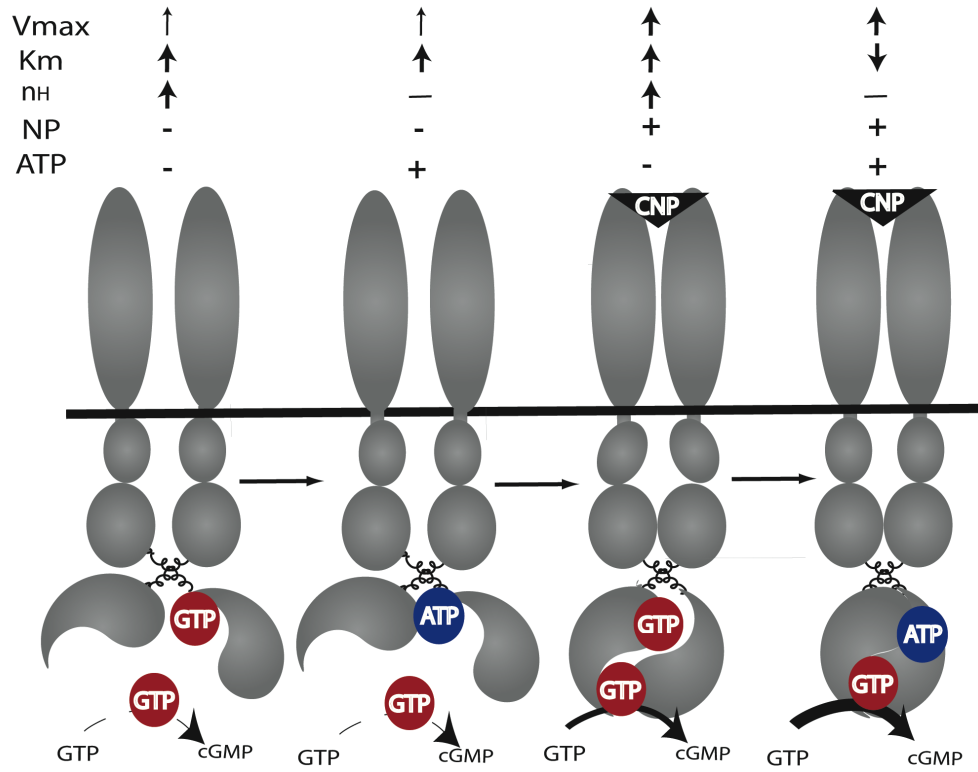 Vmax
Km
nH
NP - - + +
ATP - + - +
CNP CNP
GTP ATP GTP ATP
GTP GTP GTP GTP
GTP cGMP GTP cGMP GTP cGMP GTP cGMP